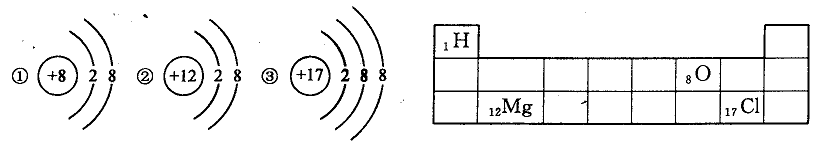 ① +8 2 8 ② +12 2 8 ③ +17 2 8 8
₁H
₈O
₁₂Mg ₁₇Cl